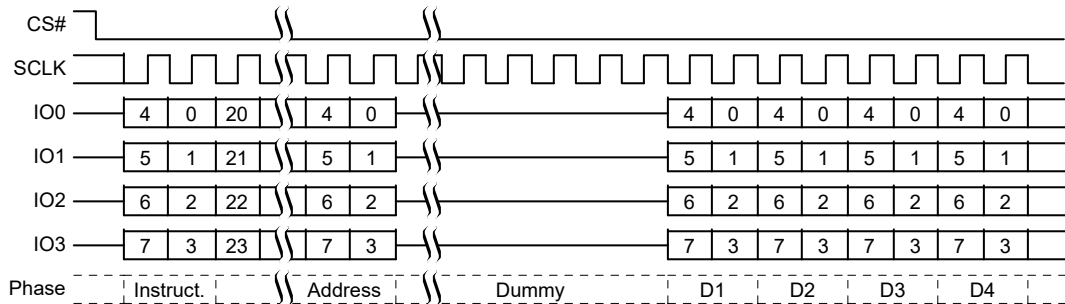 CS#
SCLK
IO0 4 0 20 4 0 4 0 4 0 4 0 4 0
IO1 5 1 21 5 1 5 1 5 1 5 1 5 1
IO2 6 2 22 6 2 6 2 6 2 6 2 6 2
IO3 7 3 23 7 3 7 3 7 3 7 3 7 3
Phase Instruct. Address Dummy D1 D2 D3 D4